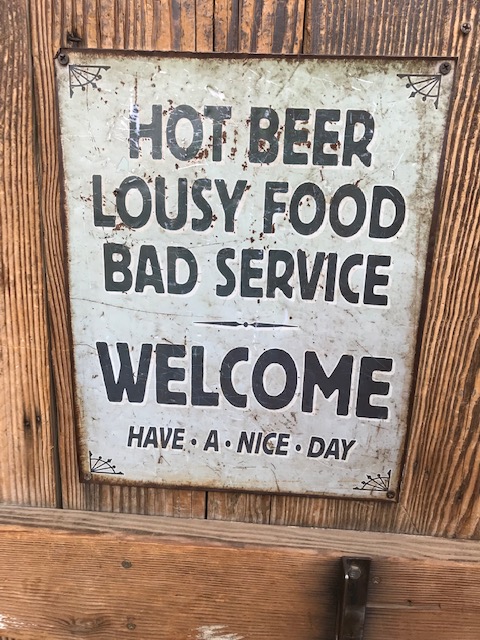 HOT BEER
LOUSY FOOD
BAD SERVICE
WELCOME
HAVE • A • NICE • DAY